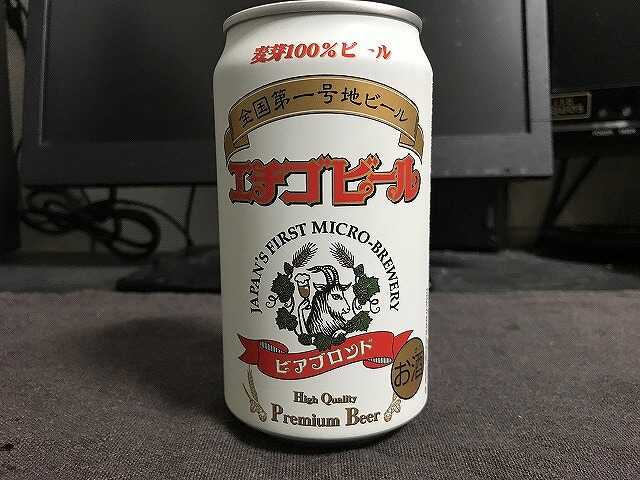 麦芽100%ビール
全国第一号地ビール
エチゴビール
JAPAN'S FIRST MICRO-BREWERY
ビアブロンド
お酒
High Quality
Premium Beer